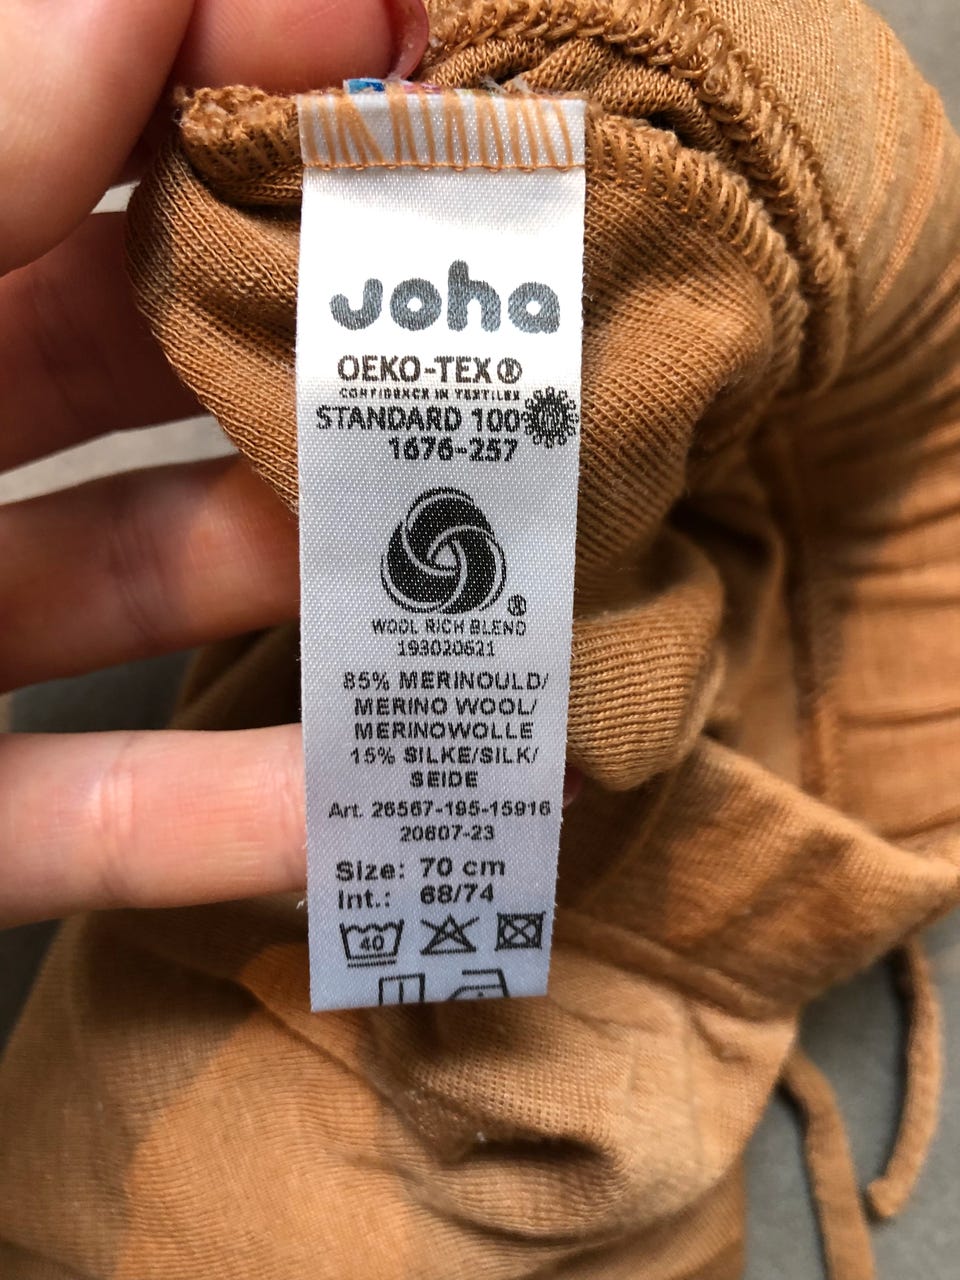 joha
OEKO-TEX®
CONFIDENCE IN TEXTILES
STANDARD 100
1676-257
®
WOOL RICH BLEND
193020621
85% MERINOULD/
MERINO WOOL/
MERINOWOLLE
15% SILKE/SILK/
SEIDE
Art. 26567-195-15916
20807-23
Size: 70 cm
Int.: 68/74
40